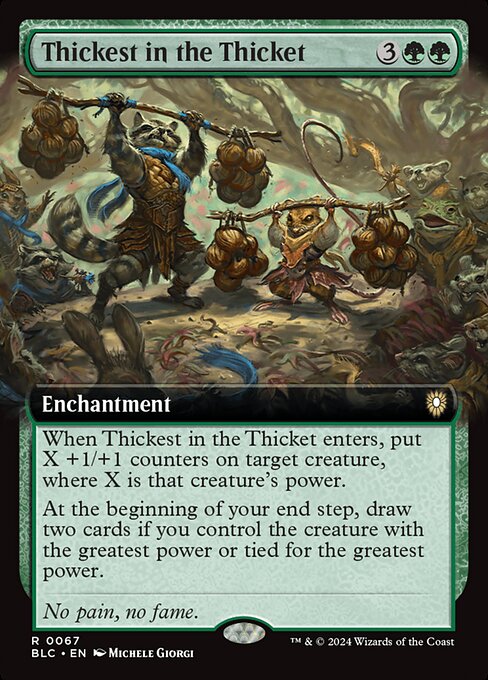 Thickest in the Thicket 3
Enchantment
When Thickest in the Thicket enters, put
X +1/+1 counters on target creature,
where X is that creature's power.
At the beginning of your end step, draw
two cards if you control the creature with
the greatest power or tied for the greatest
power.
No pain, no fame.
R 0067
™ & © 2024 Wizards of the Coast
BLC • EN Michele Giorgi